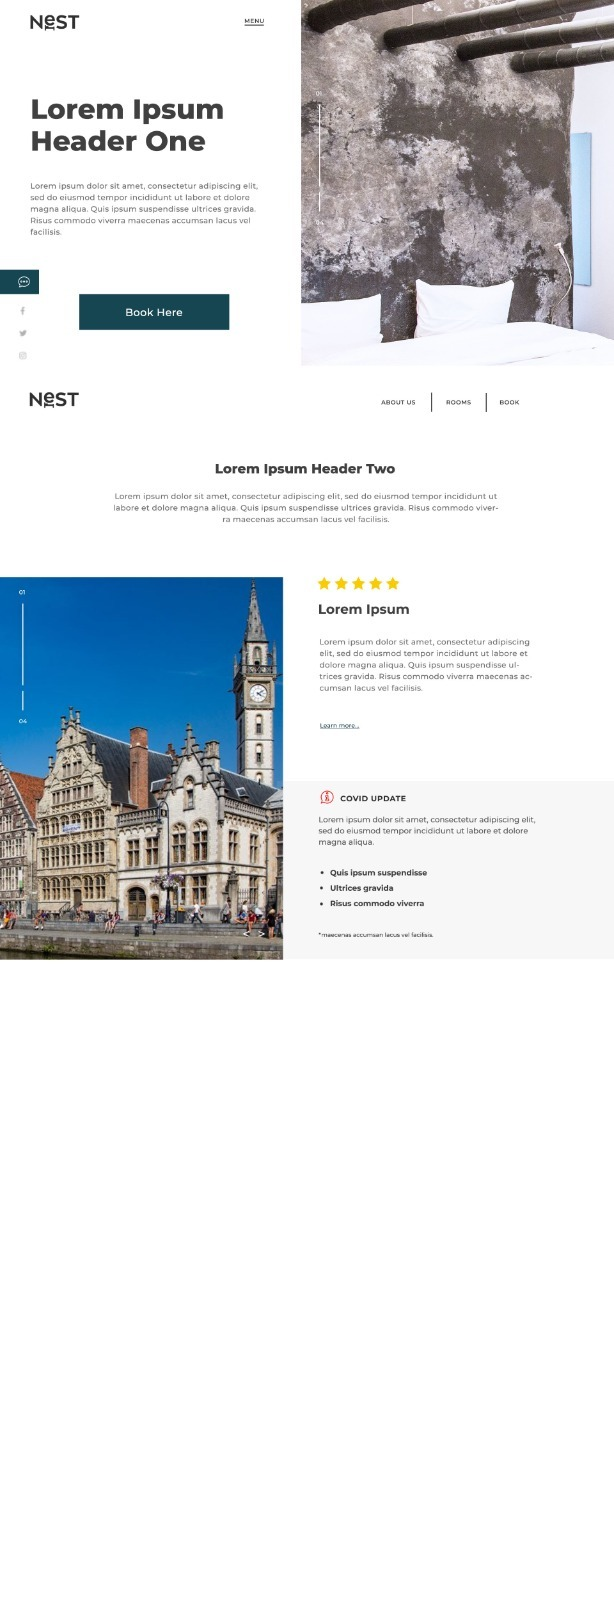 NEST
MENU
Lorem Ipsum
Header One
Lorem ipsum dolor sit amet, consectetur adipiscing elit,
sed do eiusmod tempor incididunt ut labore et dolore
magna aliqua. Quis ipsum suspendisse ultrices gravida.
Risus commodo viverra maecenas accumsan lacus vel
facilisis.
Book Here
01
NEST
ABOUT US
ROOMS
BOOK
Lorem Ipsum Header Two
Lorem ipsum dolor sit amet, consectetur adipiscing elit, sed do eiusmod tempor incididunt ut
labore et dolore magna aliqua. Quis ipsum suspendisse ultrices gravida. Risus commodo viver-
ra maecenas accumsan lacus vel facilisis.
01
04
< >
Lorem Ipsum
Lorem ipsum dolor sit amet, consectetur adipiscing
elit, sed do eiusmod tempor incididunt ut labore et
dolore magna aliqua. Quis ipsum suspendisse ul-
trices gravida. Risus commodo viverra maecenas ac-
cumsan lacus vel facilisis.
Learn more...
COVID UPDATE
Lorem ipsum dolor sit amet, consectetur adipiscing elit,
sed do eiusmod tempor incididunt ut labore et dolore
magna aliqua.
• Quis ipsum suspendisse
• Ultrices gravida
• Risus commodo viverra
*maecenas accumsan lacus vel facilisis.